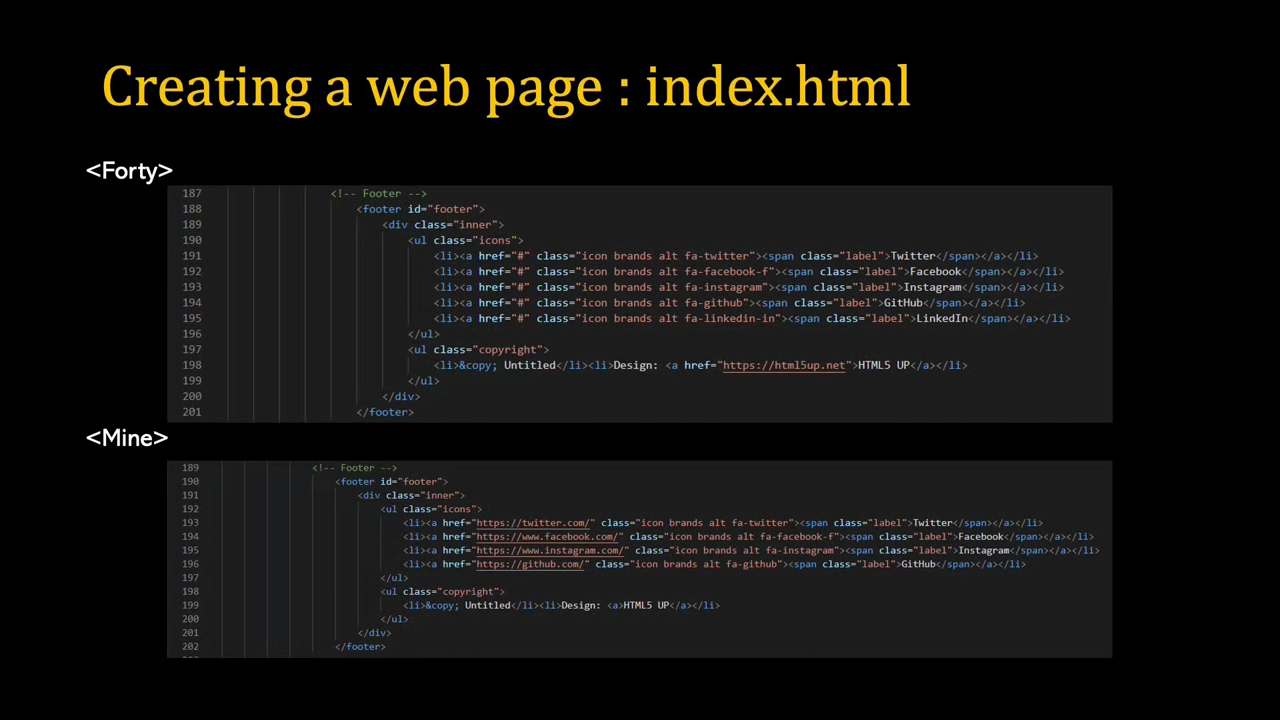 Creating a web page : index.html
<Forty>
187 <!-- Footer -->
188 <footer id="footer">
189 <div class="inner">
190 <ul class="icons">
191 <li><a href="#" class="icon brands alt fa-twitter"><span class="label">Twitter</span></a></li>
192 <li><a href="#" class="icon brands alt fa-facebook-f"><span class="label">Facebook</span></a></li>
193 <li><a href="#" class="icon brands alt fa-instagram"><span class="label">Instagram</span></a></li>
194 <li><a href="#" class="icon brands alt fa-github"><span class="label">GitHub</span></a></li>
195 <li><a href="#" class="icon brands alt fa-linkedin-in"><span class="label">LinkedIn</span></a></li>
196 </ul>
197 <ul class="copyright">
198 <li>&copy; Untitled</li><li>Design: <a href="https://html5up.net">HTML5 UP</a></li>
199 </ul>
200 </div>
201 </footer>
<Mine>
189 <!-- Footer -->
190 <footer id="footer">
191 <div class="inner">
192 <ul class="icons">
193 <li><a href="https://twitter.com/" class="icon brands alt fa-twitter"><span class="label">Twitter</span></a></li>
194 <li><a href="https://www.facebook.com/" class="icon brands alt fa-facebook-f"><span class="label">Facebook</span></a></li>
195 <li><a href="https://www.instagram.com/" class="icon brands alt fa-instagram"><span class="label">Instagram</span></a></li>
196 <li><a href="https://github.com/" class="icon brands alt fa-github"><span class="label">GitHub</span></a></li>
197 </ul>
198 <ul class="copyright">
199 <li>&copy; Untitled</li><li>Design: <a>HTML5 UP</a></li>
200 </ul>
201 </div>
202 </footer>